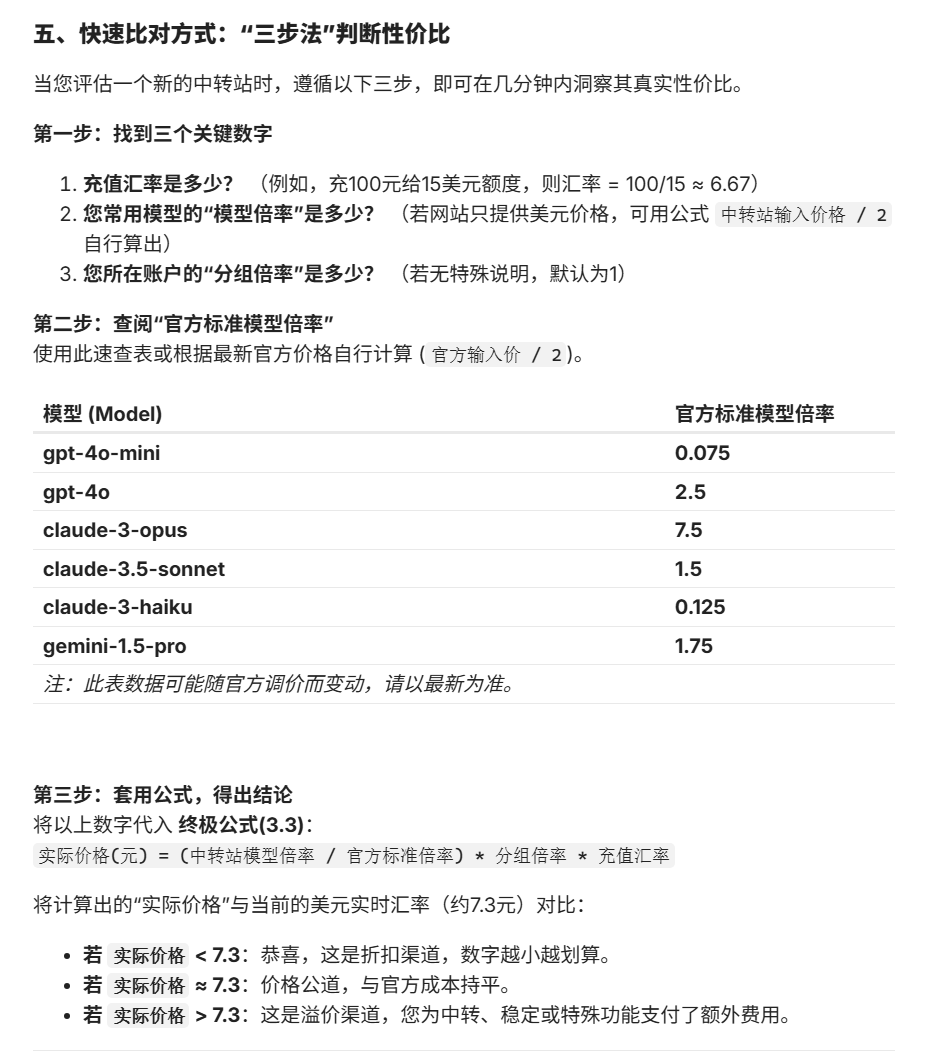 五、快速比对方式：“三步法”判断性价比
当您评估一个新的中转站时，遵循以下三步，即可在几分钟内洞察其真实性价比。
第一步：找到三个关键数字
1. 充值汇率是多少？ （例如，充100元给15美元额度，则汇率 = 100/15 ≈ 6.67）
2. 您常用模型的“模型倍率”是多少？ （若网站只提供美元价格，可用公式 中转站输入价格 / 2
自行算出）
3. 您所在账户的“分组倍率”是多少？ （若无特殊说明，默认为1）
第二步：查阅“官方标准模型倍率”
使用此速查表或根据最新官方价格自行计算 ( 官方输入价 / 2 )。
模型 (Model) 官方标准模型倍率
gpt-4o-mini 0.075
gpt-4o 2.5
claude-3-opus 7.5
claude-3.5-sonnet 1.5
claude-3-haiku 0.125
gemini-1.5-pro 1.75
注：此表数据可能随官方调价而变动，请以最新为准。
第三步：套用公式，得出结论
将以上数字代入 终极公式(3.3)：
实际价格(元) = (中转站模型倍率 / 官方标准倍率) * 分组倍率 * 充值汇率
将计算出的“实际价格”与当前的美元实时汇率（约7.3元）对比：
• 若 实际价格 < 7.3：恭喜，这是折扣渠道，数字越小越划算。
• 若 实际价格 ≈ 7.3：价格公道，与官方成本持平。
• 若 实际价格 > 7.3：这是溢价渠道，您为中转、稳定或特殊功能支付了额外费用。